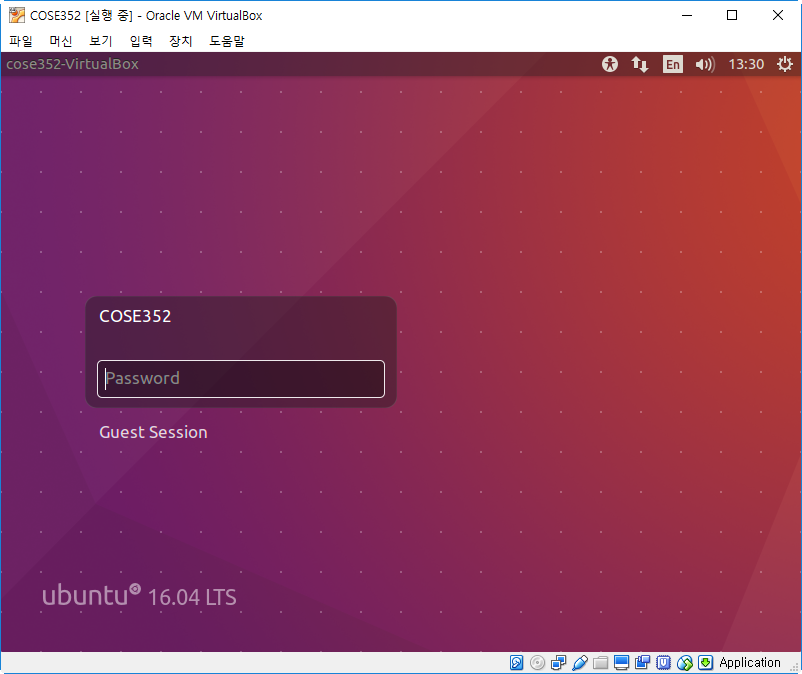 COSE352 [실행 중] - Oracle VM VirtualBox
파일 머신 보기 입력 장치 도움말
cose352-VirtualBox En 13:30
COSE352
Password
Guest Session
ubuntu 16.04 LTS
Application